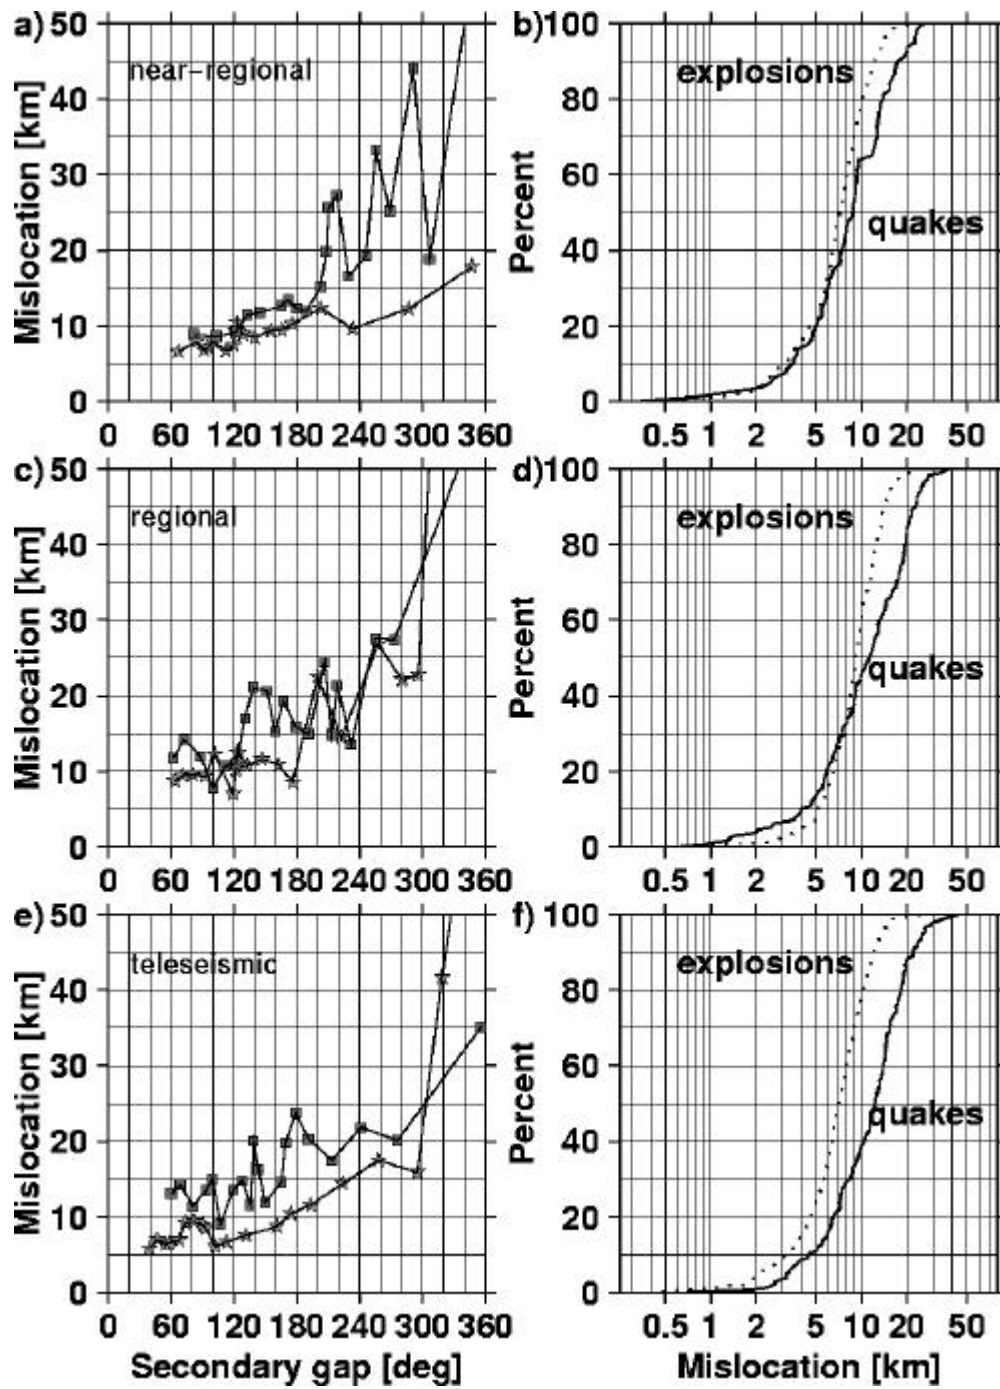 a)
50
40
30
20
10
0
Mislocation [km]
near-regional
0 60 120 180 240 300 360
b)
100
80
60
40
20
0
Percent
explosions
quakes
0.5 1 2 5 10 20 50
c)
50
40
30
20
10
0
Mislocation [km]
regional
0 60 120 180 240 300 360
d)
100
80
60
40
20
0
Percent
explosions
quakes
0.5 1 2 5 10 20 50
e)
50
40
30
20
10
0
Mislocation [km]
teleseismic
0 60 120 180 240 300 360
Secondary gap [deg]
f)
100
80
60
40
20
0
Percent
explosions
quakes
0.5 1 2 5 10 20 50
Mislocation [km]